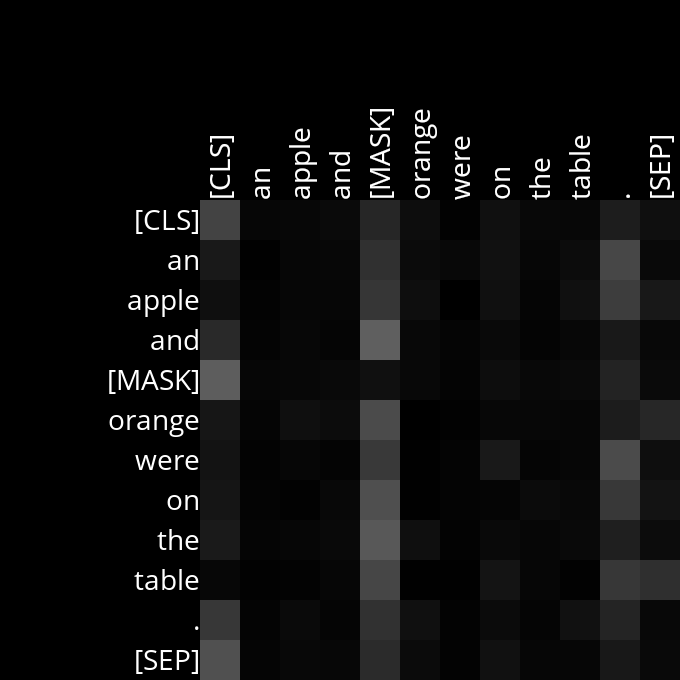 [CLS] an apple and [MASK] orange were on the table . [SEP]
[CLS]
an
apple
and
[MASK]
orange
were
on
the
table
.
[SEP]